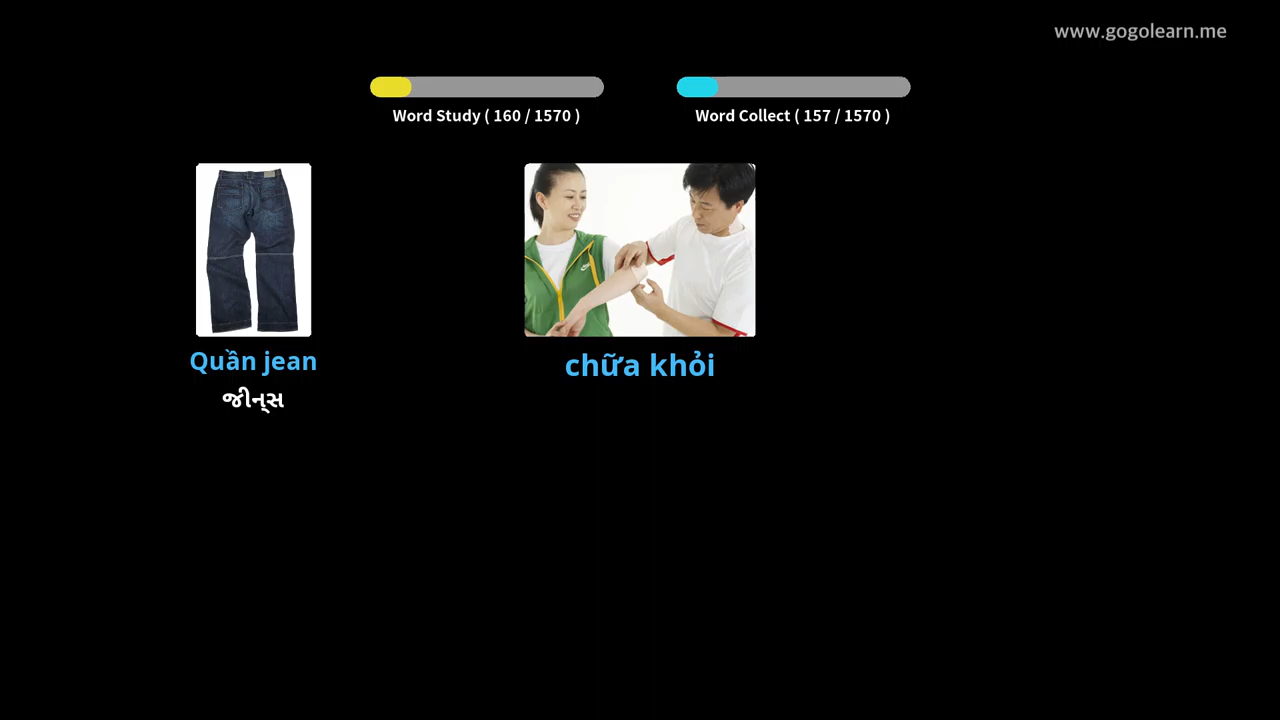 www.gogolearn.me
Word Study ( 160 / 1570 )
Word Collect ( 157 / 1570 )
Quần jean
જીન્સ
chữa khỏi